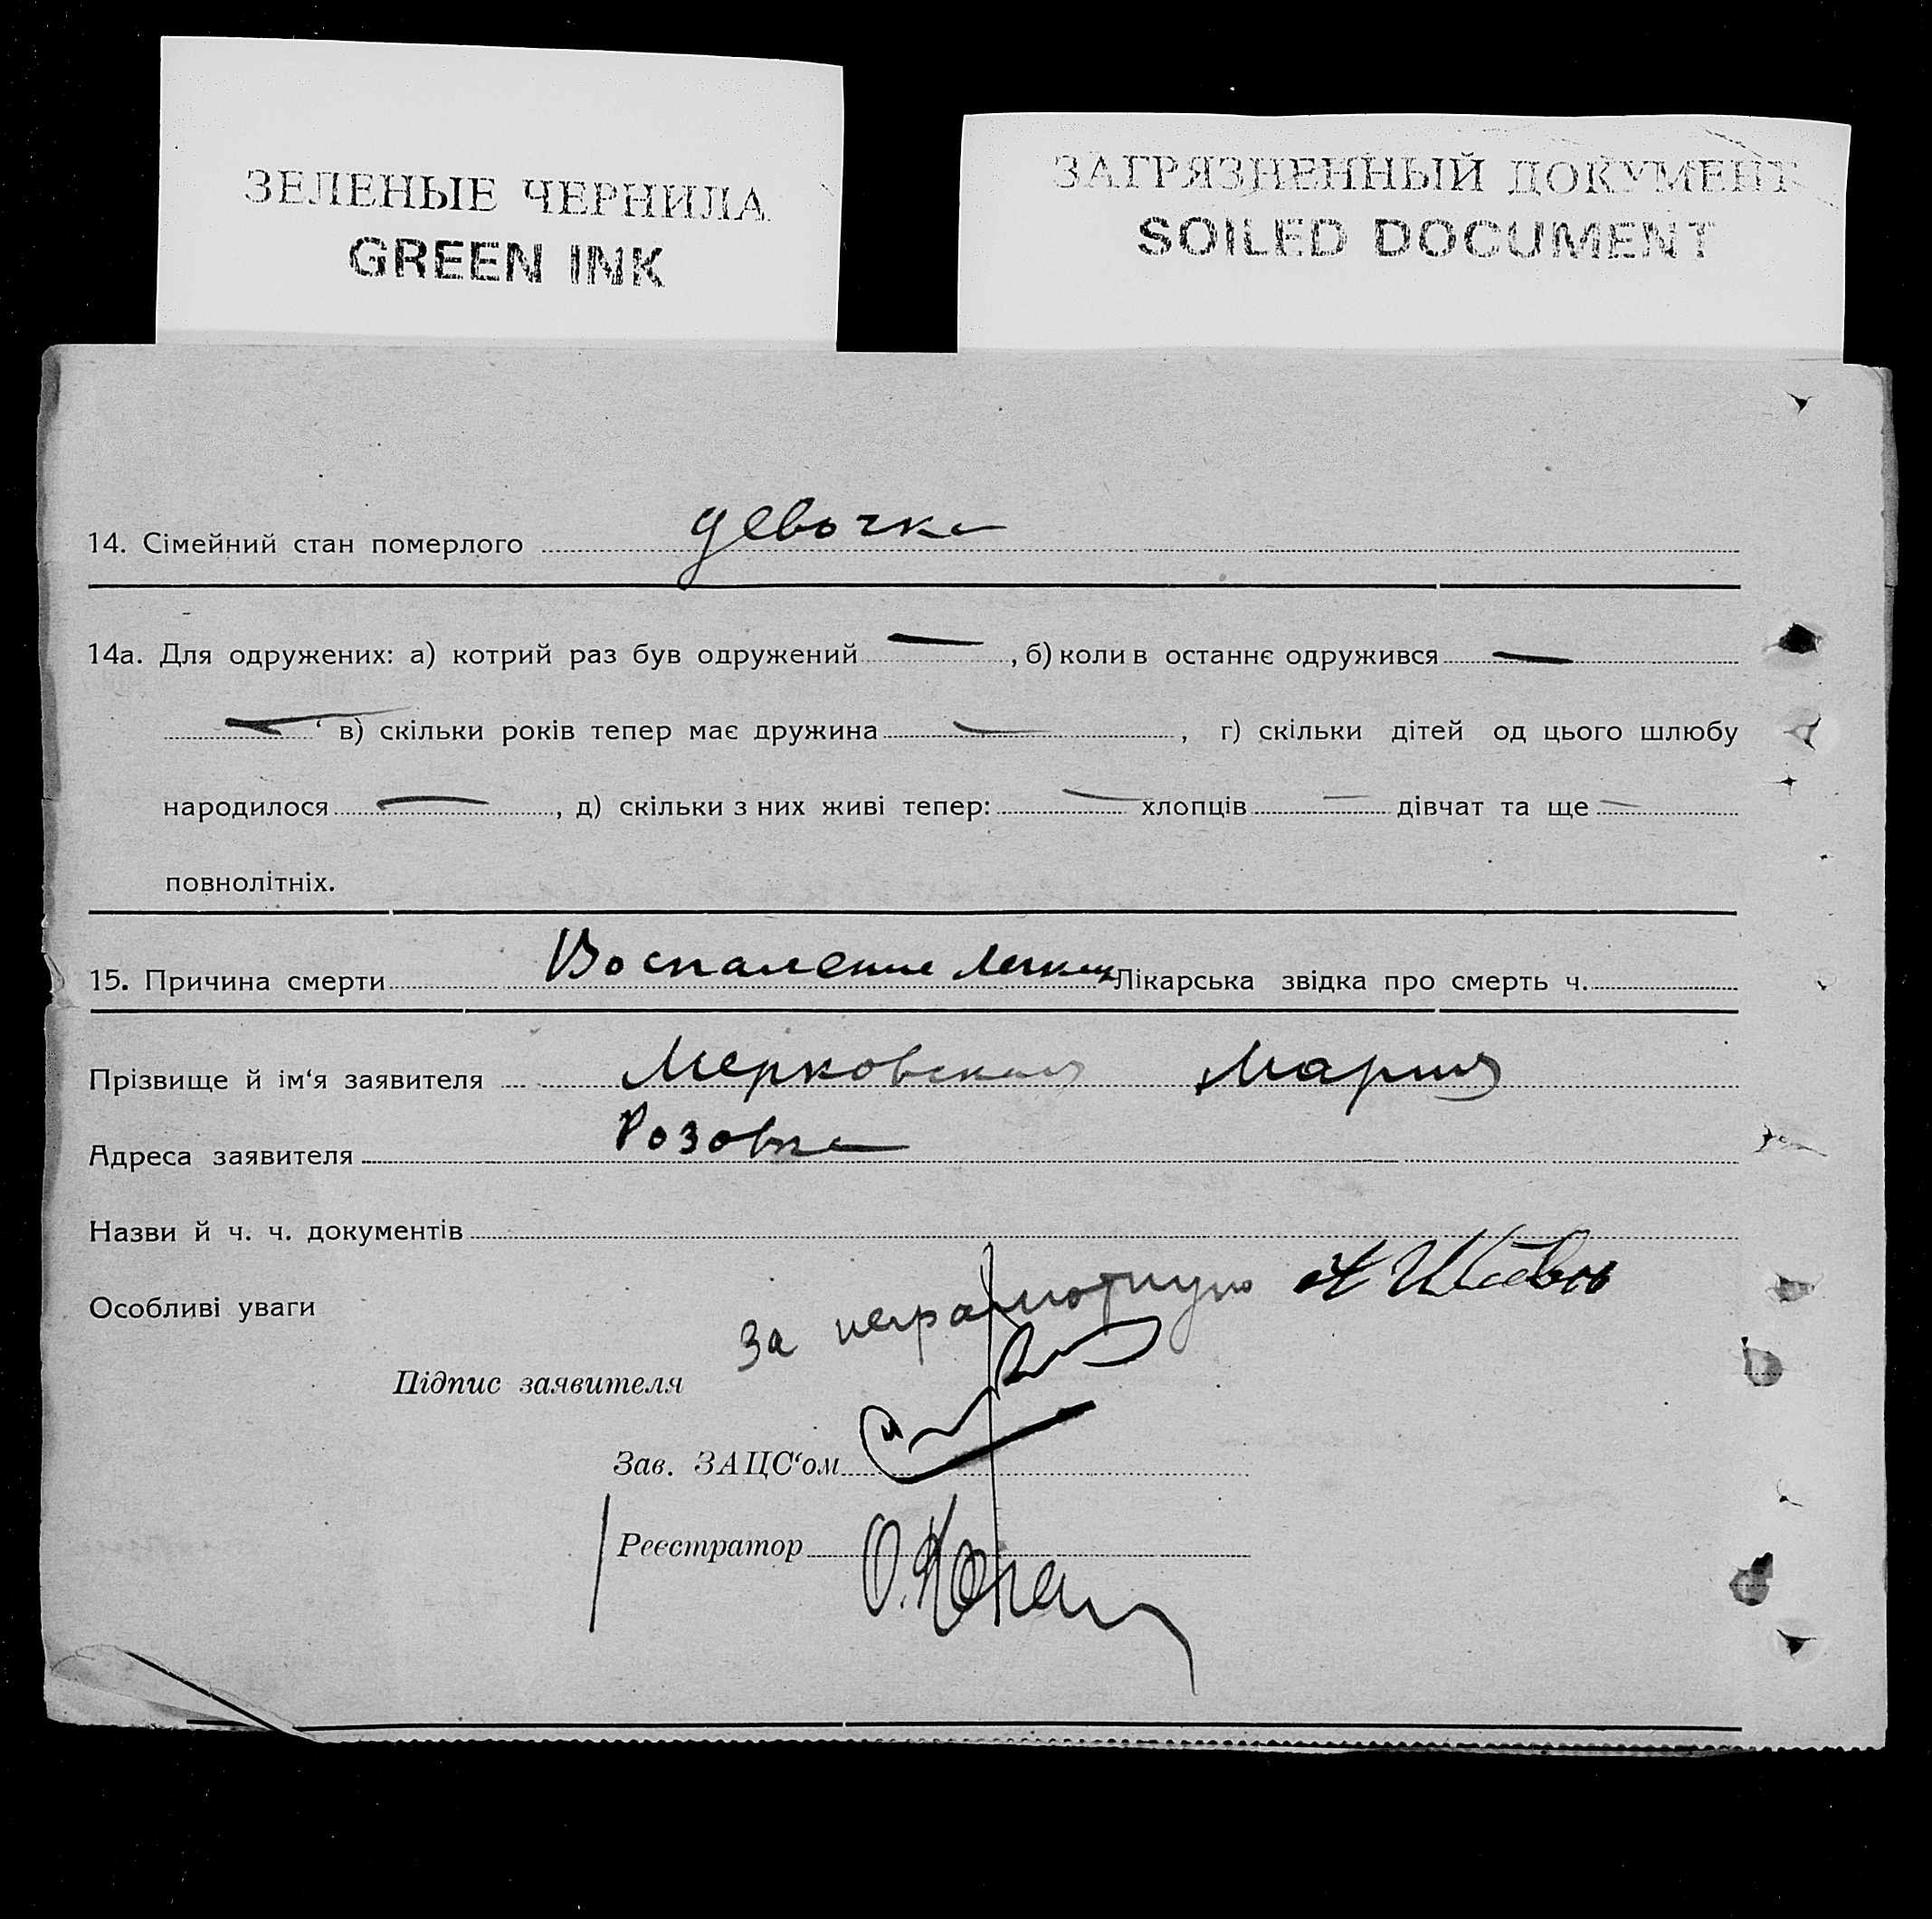 ЗЕЛЕНЫЕ ЧЕРНИЛА
GREEN INK
ЗАГРЯЗНЕННЫЙ ДОКУМЕНТ
SOILED DOCUMENT
14. Сімейний стан померлого девочка
14а. Для одружених: а) котрий раз був одружений —, б) коли в останнє одружився —
— в) скільки років тепер має дружина —, г) скільки дітей од цього шлюбу
народилося —, д) скільки з них живі тепер: — хлопців — дівчат та ще —
повнолітніх.
15. Причина смерти Воспаление легких Лікарська звідка про смерть ч.
Прізвище й ім‘я заявителя Мерковская Мария
Адреса заявителя Розовка
Назви й ч. ч. документів
Особливі уваги
за неграмотную
Підпис заявителя
Зав. ЗАЦС‘ом
Реєстратор